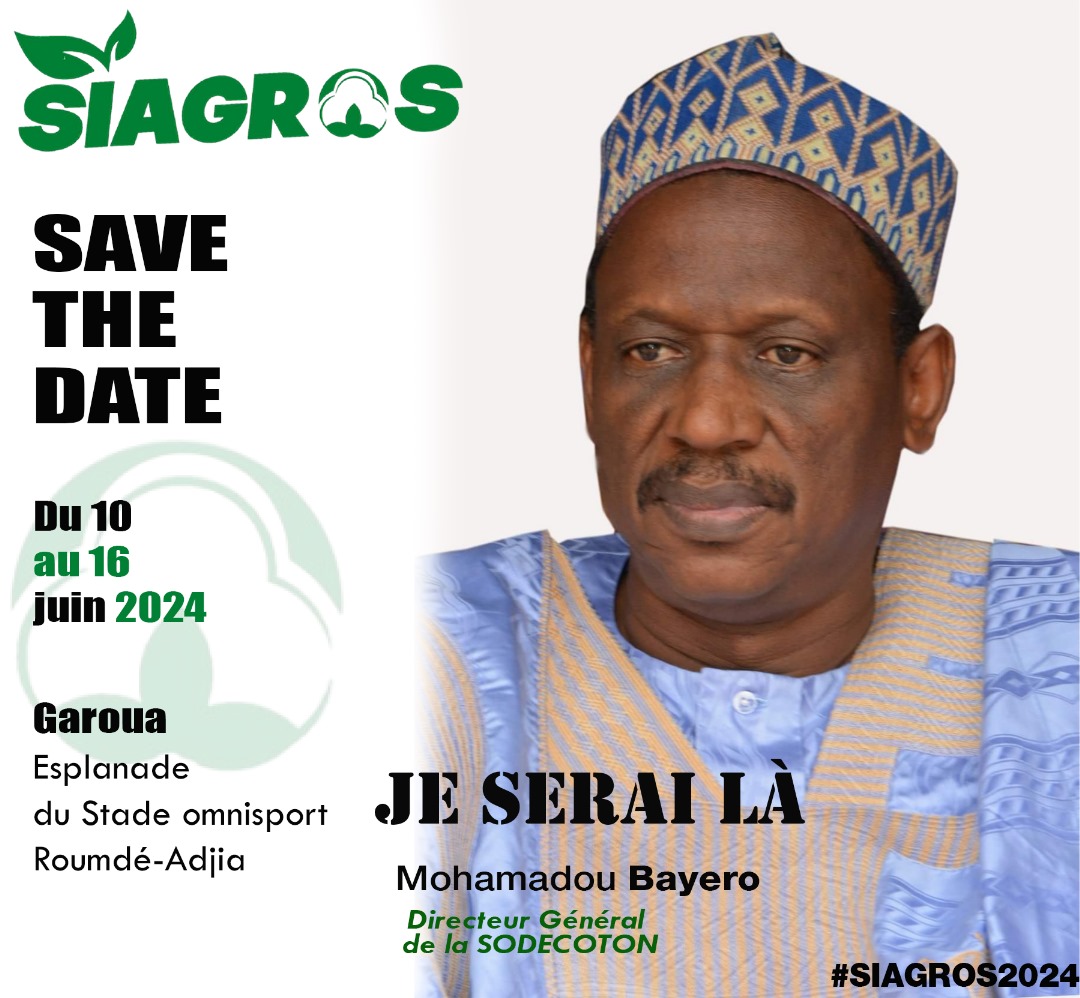 SIAGROS
SAVE
THE
DATE
Du 10
au 16
juin 2024
Garoua
Esplanade
du Stade omnisport
Roumdé-Adjia
JE SERAI LÀ
Mohamadou Bayero
Directeur Général
de la SODECOTON
#SIAGROS2024